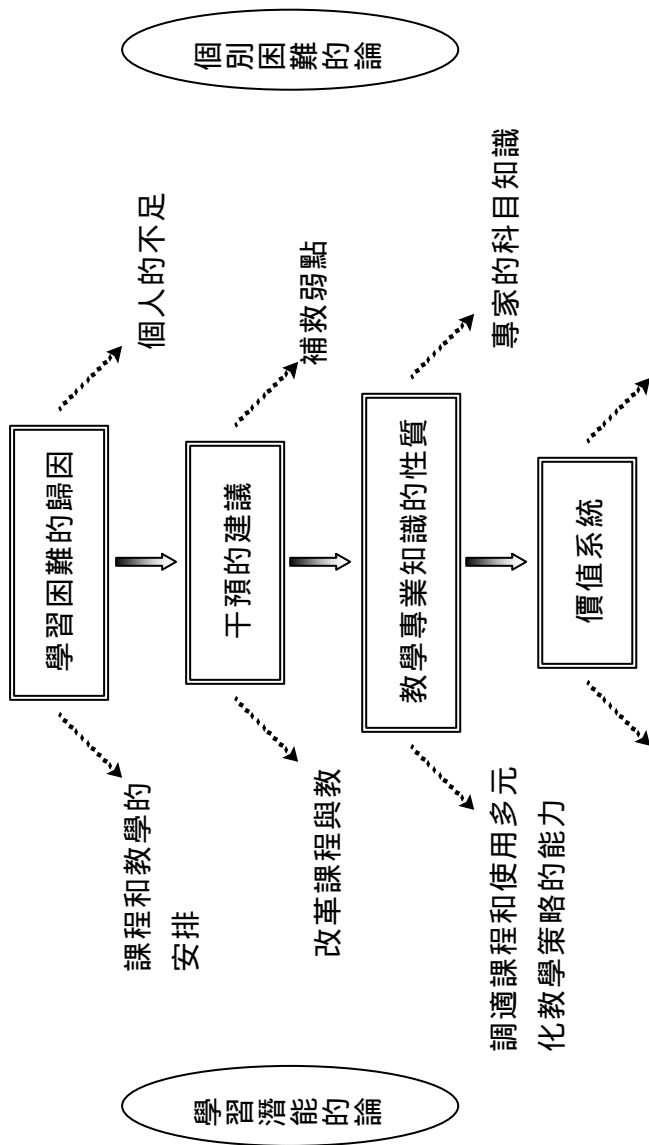 個別困難的論
個人的不足
補救弱點
專家的科目知識
學習困難的歸因
干預的建議
教學專業知識的性質
價值系統
課程和教學的
安排
改革課程與教
調適課程和使用多元
化教學策略的能力
學習潛能的論